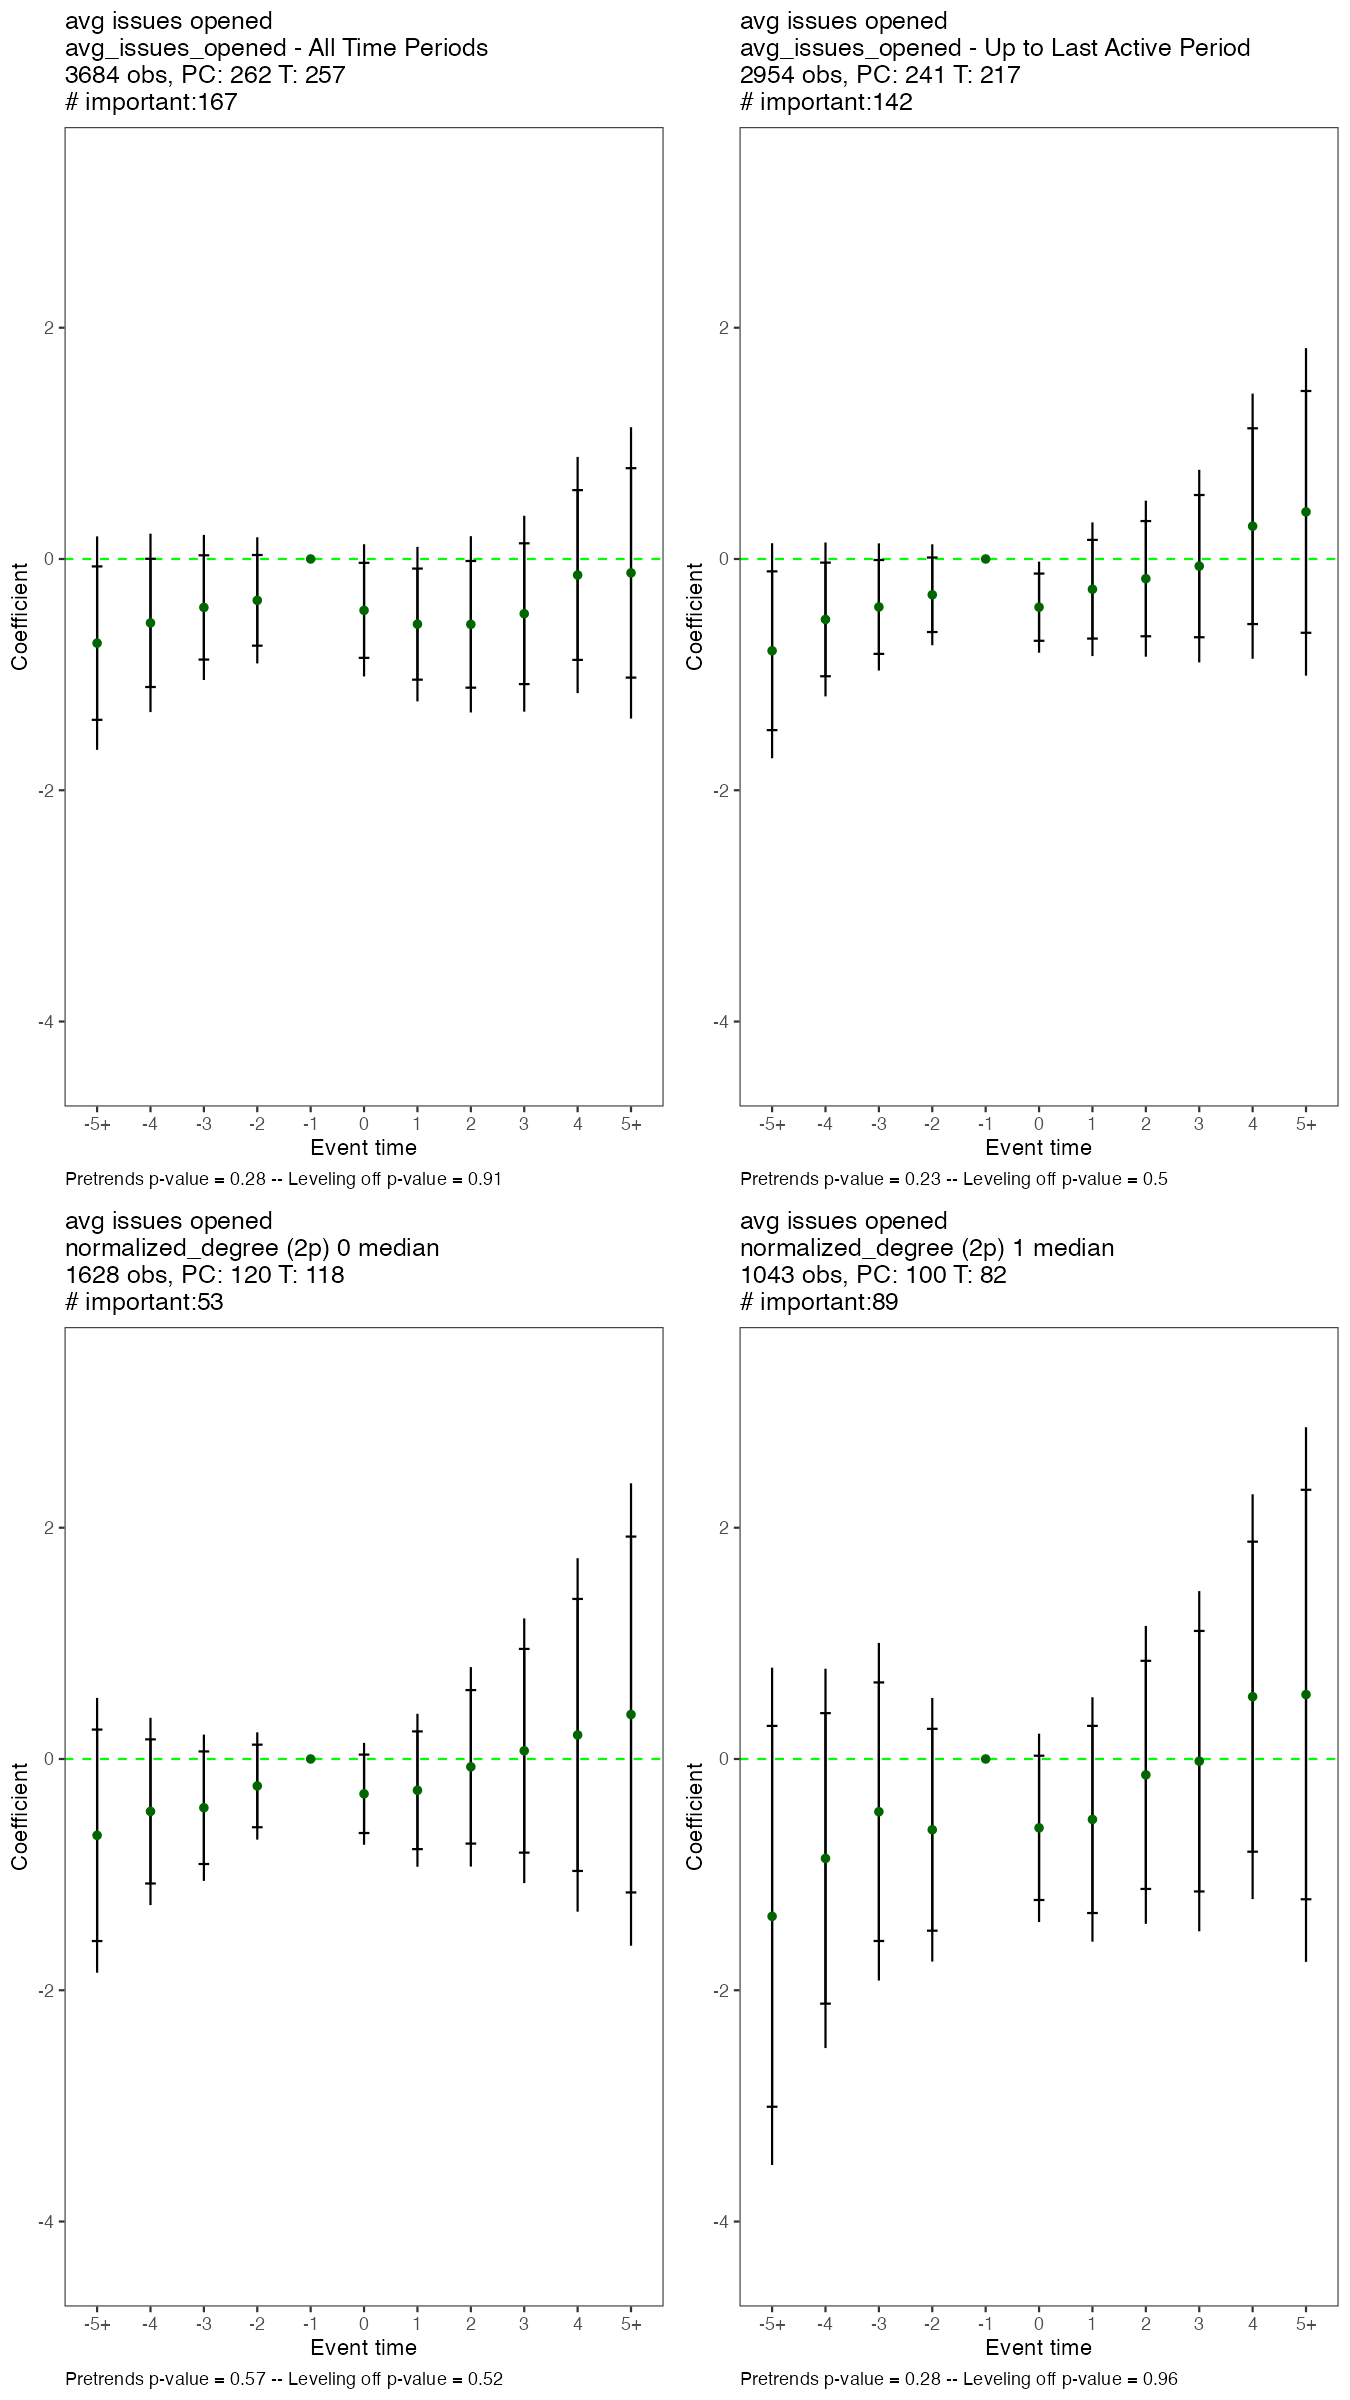 avg issues opened
avg_issues_opened - All Time Periods
3684 obs, PC: 262 T: 257
# important:167
2
0
-2
-4
Coefficient
-5+ -4 -3 -2 -1 0 1 2 3 4 5+
Event time
Pretrends p-value = 0.28 -- Leveling off p-value = 0.91
avg issues opened
avg_issues_opened - Up to Last Active Period
2954 obs, PC: 241 T: 217
# important:142
2
0
-2
-4
Coefficient
-5+ -4 -3 -2 -1 0 1 2 3 4 5+
Event time
Pretrends p-value = 0.23 -- Leveling off p-value = 0.5
avg issues opened
normalized_degree (2p) 0 median
1628 obs, PC: 120 T: 118
# important:53
2
0
-2
-4
Coefficient
-5+ -4 -3 -2 -1 0 1 2 3 4 5+
Event time
Pretrends p-value = 0.57 -- Leveling off p-value = 0.52
avg issues opened
normalized_degree (2p) 1 median
1043 obs, PC: 100 T: 82
# important:89
2
0
-2
-4
Coefficient
-5+ -4 -3 -2 -1 0 1 2 3 4 5+
Event time
Pretrends p-value = 0.28 -- Leveling off p-value = 0.96